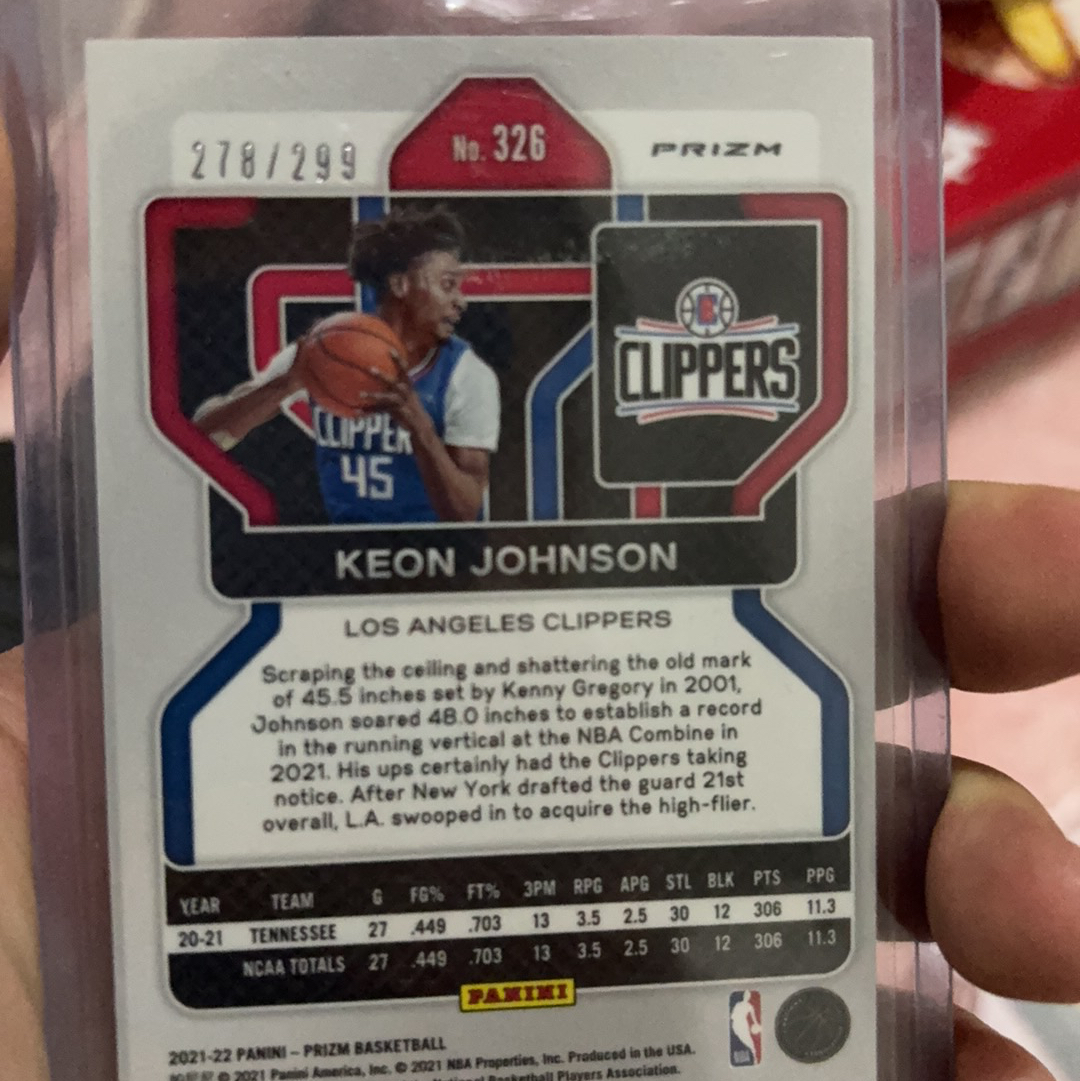 278/299
No. 326
PRIZM
CLIPPERS
CLIPPER
45
KEON JOHNSON
LOS ANGELES CLIPPERS
Scraping the ceiling and shattering the old mark
of 45.5 inches set by Kenny Gregory in 2001,
Johnson soared 48.0 inches to establish a record
in the running vertical at the NBA Combine in
2021. His ups certainly had the Clippers taking
notice. After New York drafted the guard 21st
overall, L.A. swooped in to acquire the high-flier.
YEAR TEAM G FG% FT% 3PM RPG APG STL BLK PTS PPG
20-21 TENNESSEE 27 .449 .703 13 3.5 2.5 30 12 306 11.3
NCAA TOTALS 27 .449 .703 13 3.5 2.5 30 12 306 11.3
PANINI
NBA
2021-22 PANINI – PRIZM BASKETBALL
© 2021 Panini America, Inc. © 2021 NBA Properties, Inc. Produced in the USA.
Basketball Players Association.